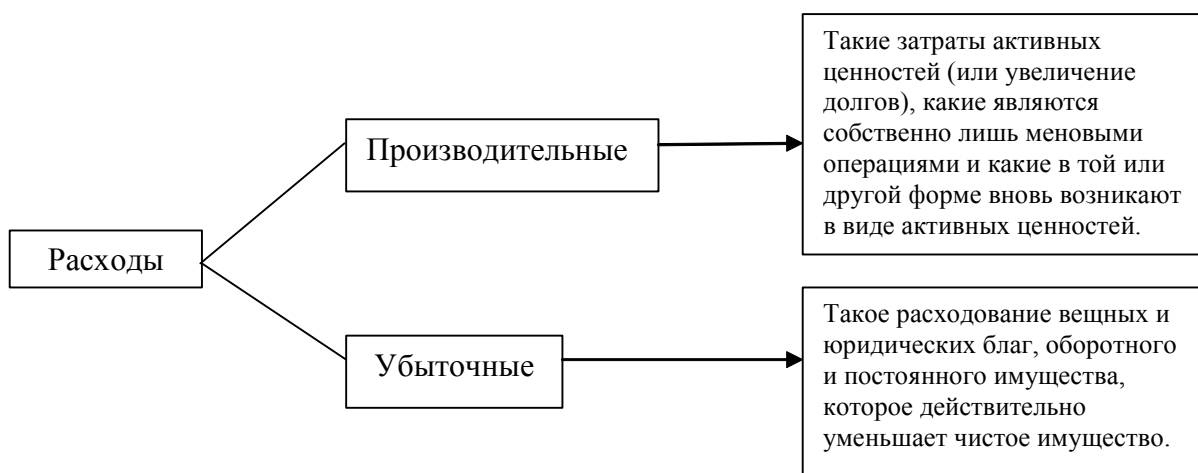 Расходы
Производительные
Такие затраты активных
ценностей (или увеличение
долгов), какие являются
собственно лишь меновыми
операциями и какие в той или
другой форме вновь возникают
в виде активных ценностей.
Убыточные
Такое расходование вещных и
юридических благ, оборотного
и постоянного имущества,
которое действительно
уменьшает чистое имущество.